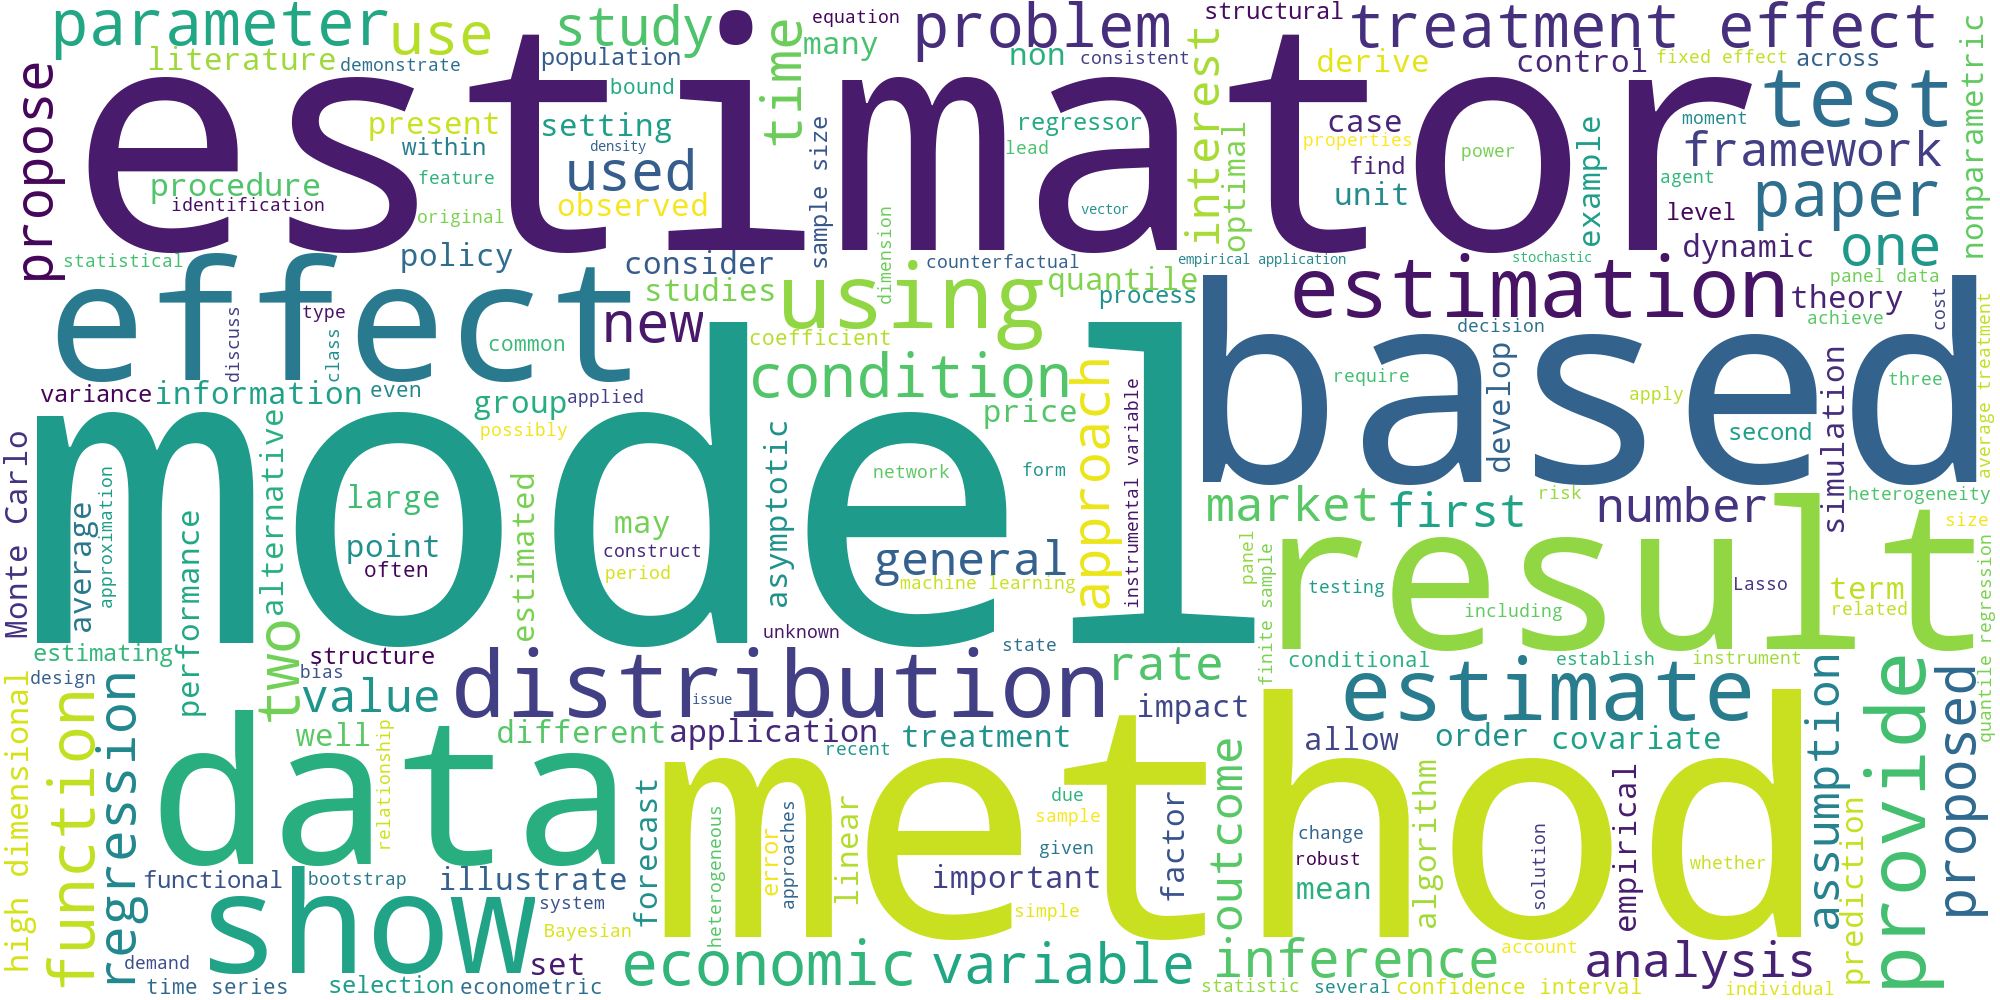 parameter
use
study
time
equation
many
problem
structural
treatment effect
nonparametric
literature
demonstrate
population
bound
non
consistent
interest
derive
control
fixed effect
across
test
propose
estimator
present
within
setting
density
used
sample size
regressor
lead
optimal
case
properties
find
unit
power
example
moment
framework
agent
paper
level
procedure
identification
feature
original
observed
vector
dynamic
one
statistical
policy
consider
dimension
counterfactual
empirical application
stochastic
panel data
effect
studies
using
quantile
process
estimation
theory
achieve
cost
average treatment
discuss
type
class
common
new
coefficient
condition
approach
instrumental variable
based
decision
require
develop
apply
second
three
simulation
variance
information
even
group
applied
possibly
price
Monte Carlo
average
approximation
performance
alternative
two
large
point
often
model
estimated
may
construct
period
asymptotic
network
form
general
machine learning
unknown
state
market
first
number
risk
heterogeneity
size
panel
finite sample
testing
including
result
Lasso
term
related
quantile regression
estimating
structure
bias
design
value
distribution
issue
rate
impact
conditional
establish
instrument
estimate
assumption
provide
proposed
high dimensional
function
regression
well
relationship
different
application
recent
treatment
allow
order
covariate
data
method
forecast
heterogeneous
error
approaches
linear
due
sample
given
important
simple
factor
outcome
change
robust
mean
algorithm
solution
empirical
whether
prediction
functional
bootstrap
illustrate
show
system
Bayesian
demand
time series
selection
set
econometric
economic
variable
inference
statistic
several
account
confidence interval
analysis
individual